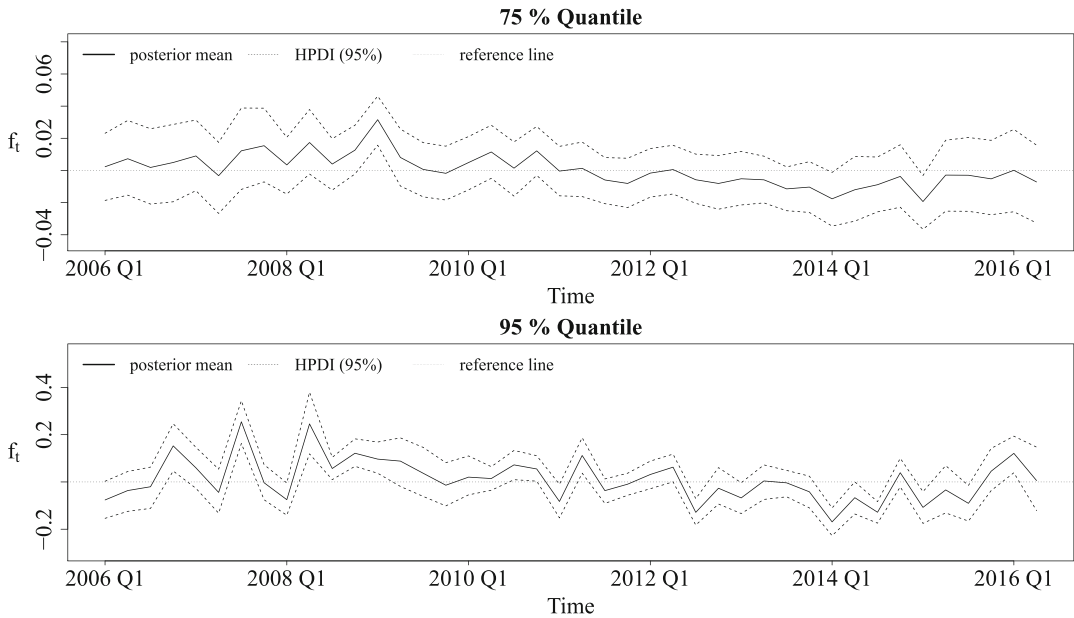 75 % Quantile
posterior mean HPDI (95%) reference line
0.06
0.02
−0.04
f_t
2006 Q1 2008 Q1 2010 Q1 2012 Q1 2014 Q1 2016 Q1
Time
95 % Quantile
posterior mean HPDI (95%) reference line
0.4
0.2
−0.2
f_t
2006 Q1 2008 Q1 2010 Q1 2012 Q1 2014 Q1 2016 Q1
Time